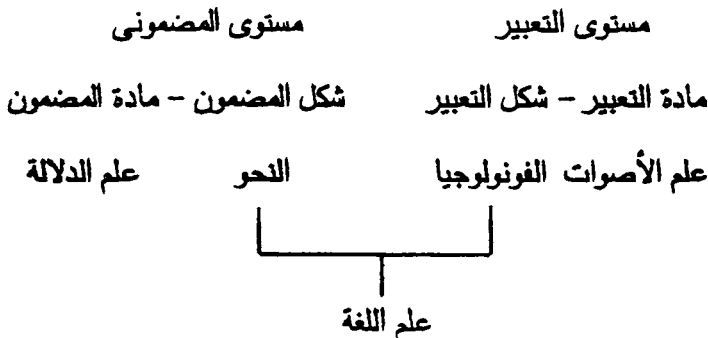 مستوى التعبير مستوى المضمونى
مادة التعبير – شكل التعبير شكل المضمون – مادة المضمون
علم الأصوات الفونولوجيا النحو علم الدلالة
علم اللغة